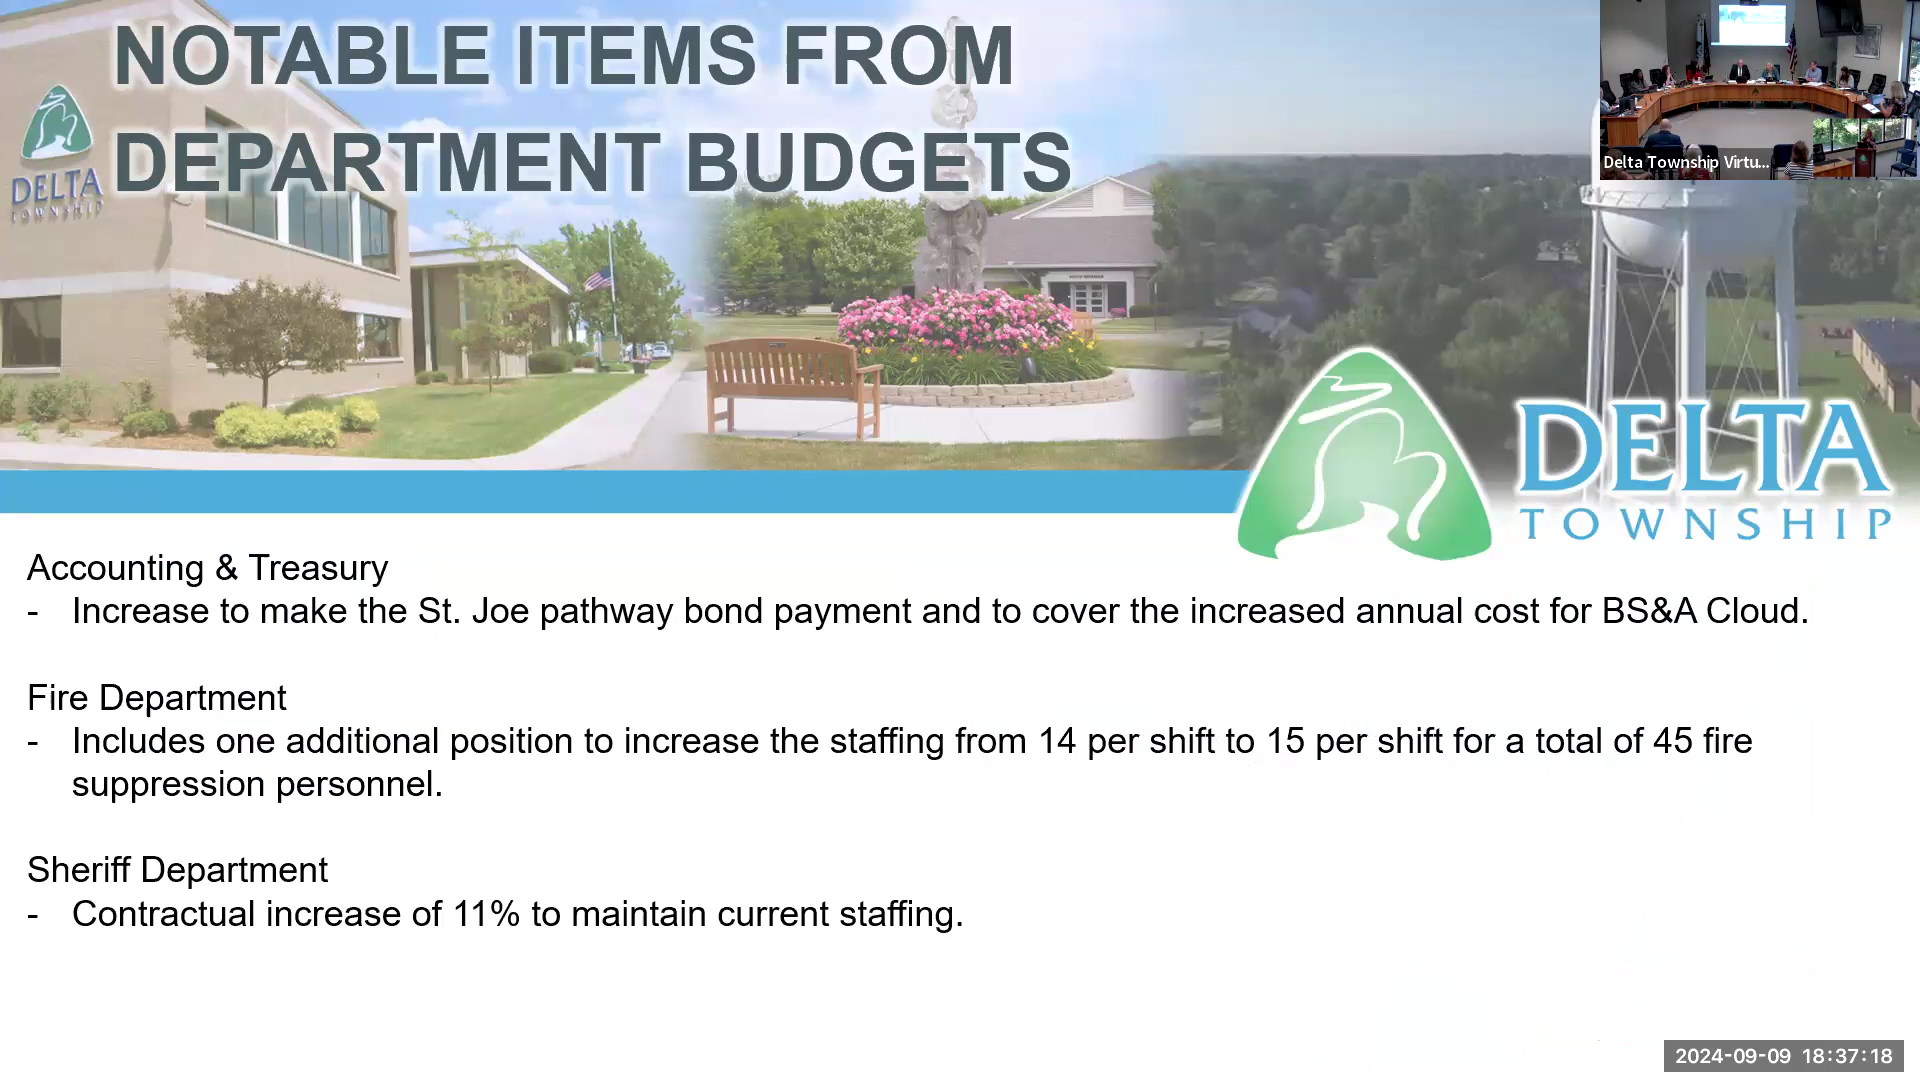 NOTABLE ITEMS FROM
DEPARTMENT BUDGETS
DELTA
TOWNSHIP
Delta Township Virtu...
DELTA
TOWNSHIP
Accounting & Treasury
- Increase to make the St. Joe pathway bond payment and to cover the increased annual cost for BS&A Cloud.
Fire Department
- Includes one additional position to increase the staffing from 14 per shift to 15 per shift for a total of 45 fire
suppression personnel.
Sheriff Department
- Contractual increase of 11% to maintain current staffing.
2024-09-09 18:37:18